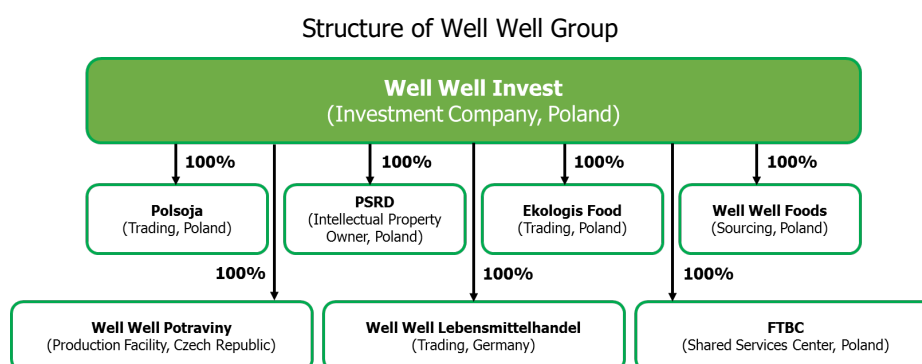 Structure of Well Well Group
Well Well Invest
(Investment Company, Poland)
100%
100%
100%
100%
Polsoja
(Trading, Poland)
PSRD
(Intellectual Property
Owner, Poland)
Ekologis Food
(Trading, Poland)
Well Well Foods
(Sourcing, Poland)
100%
100%
100%
Well Well Potraviny
(Production Facility, Czech Republic)
Well Well Lebensmittelhandel
(Trading, Germany)
FTBC
(Shared Services Center, Poland)